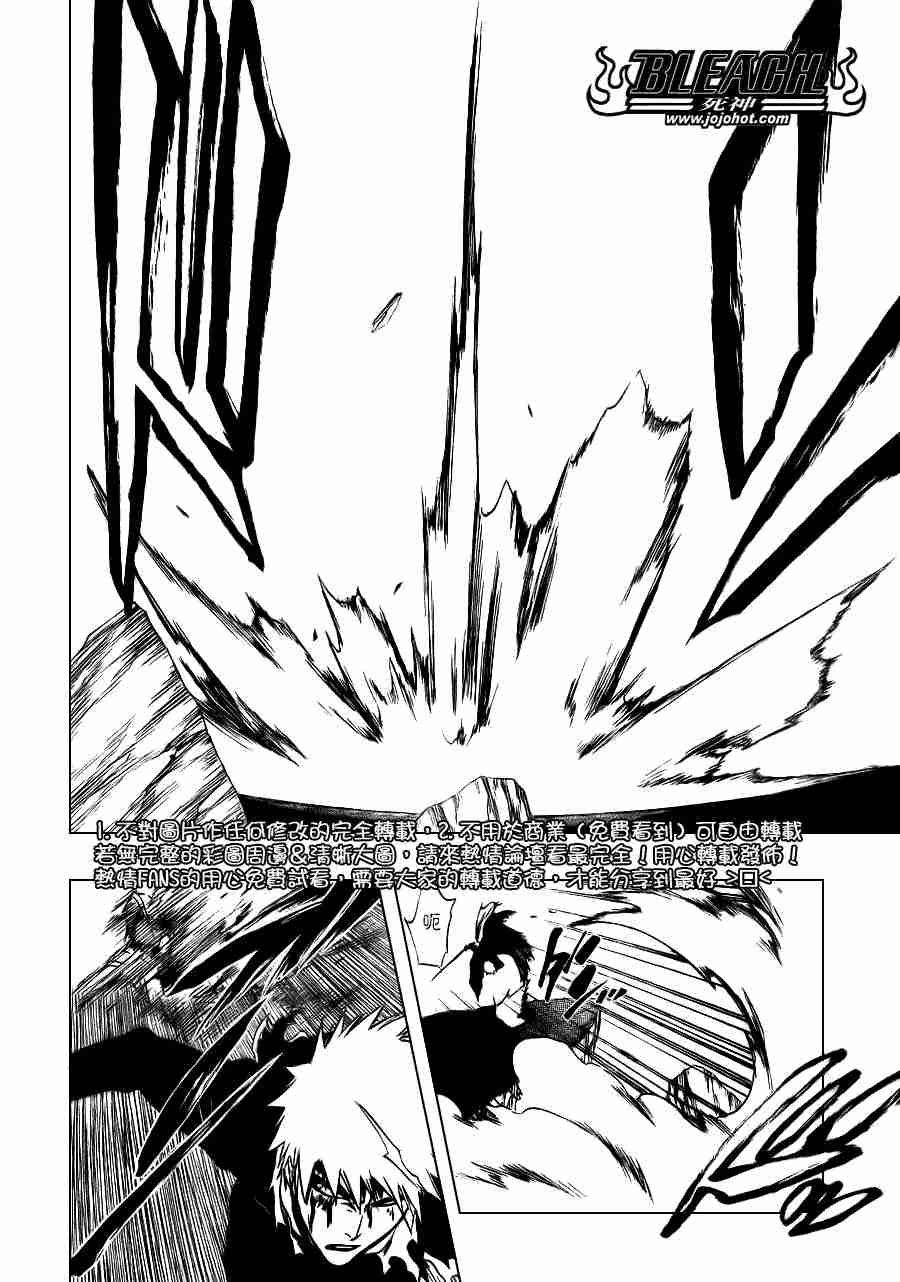 BLEACH
死神
www.jojohot.com
1. 不對圖片作任何修改的完全轉載，2. 不用於商業（免費看到）可自由轉載
若無完整的彩圖周邊&清晰大圖，請來熱情論壇看最完全！用心轉載發佈！
熱情FANS的用心免費試看，需要大家的轉載道德，才能分享到最好_>口<_
呃